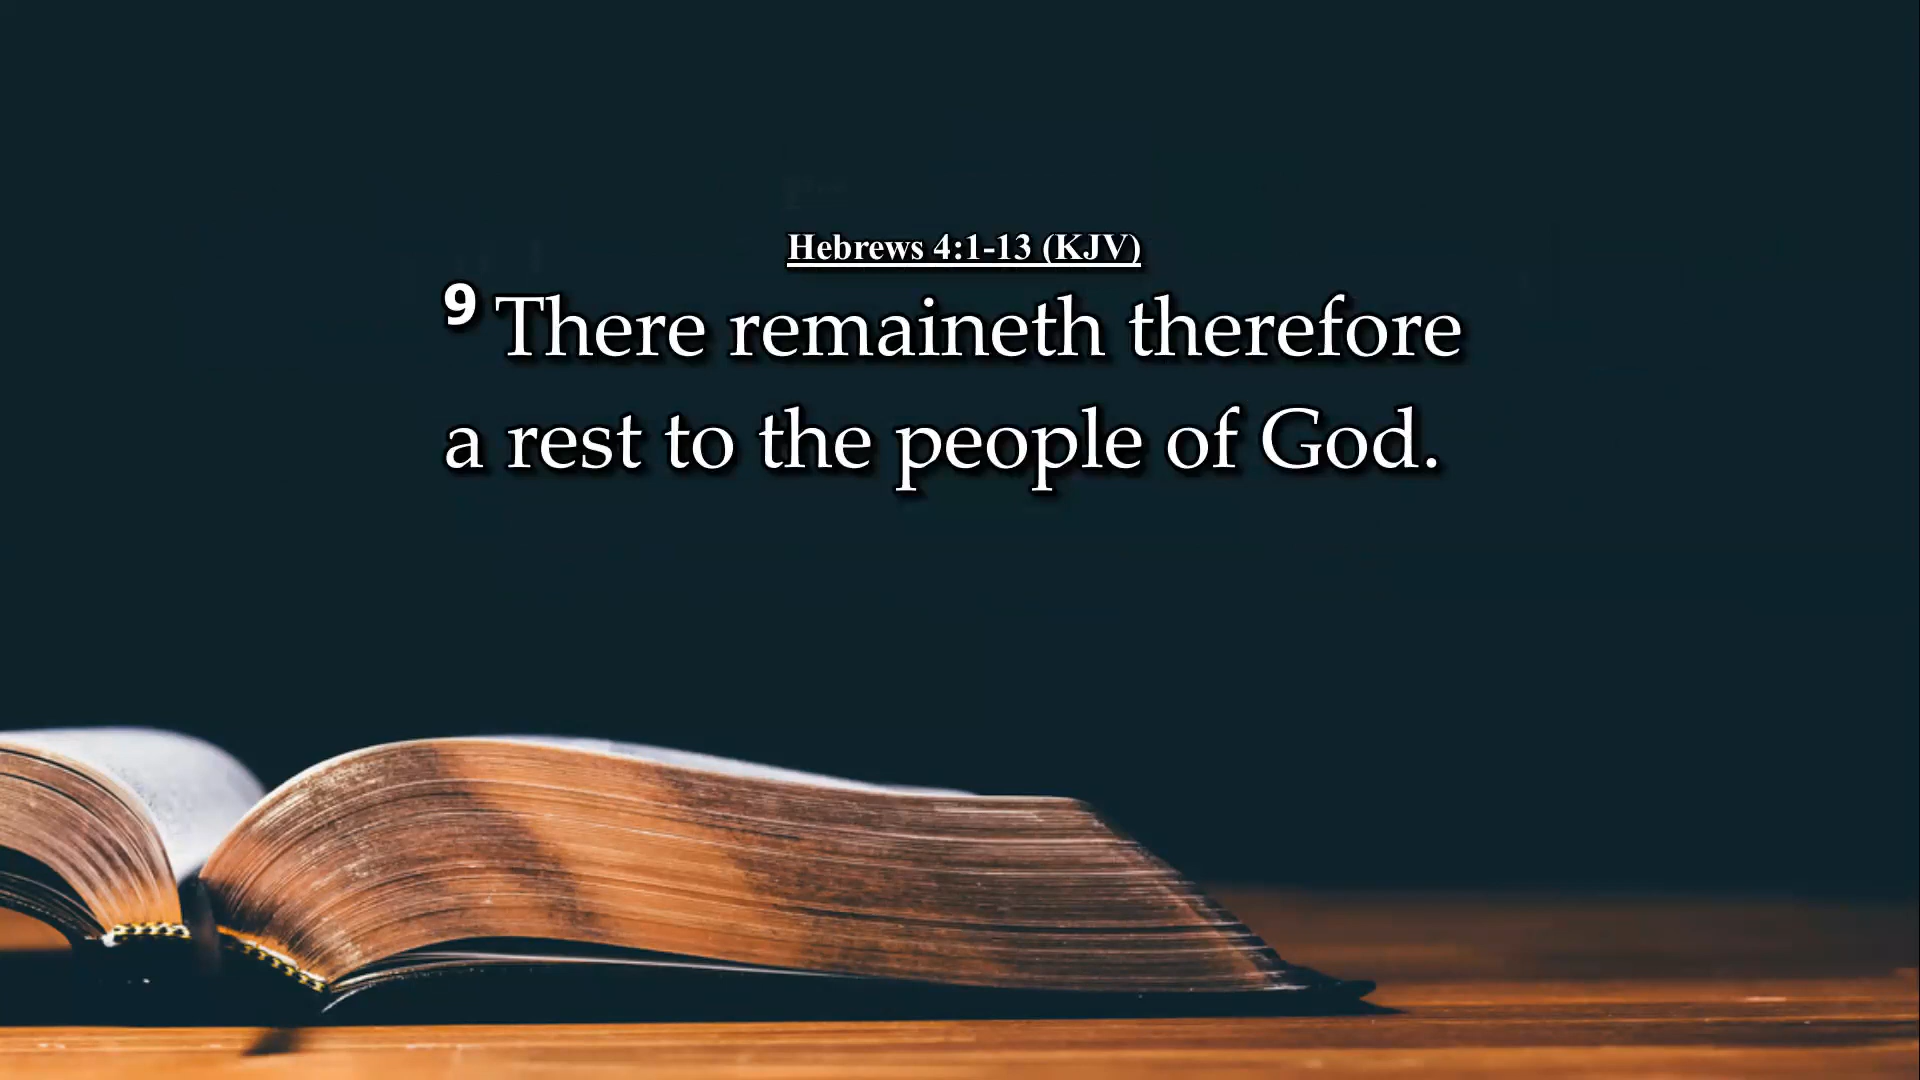 Hebrews 4:1-13 (KJV)
9 There remaineth therefore
a rest to the people of God.